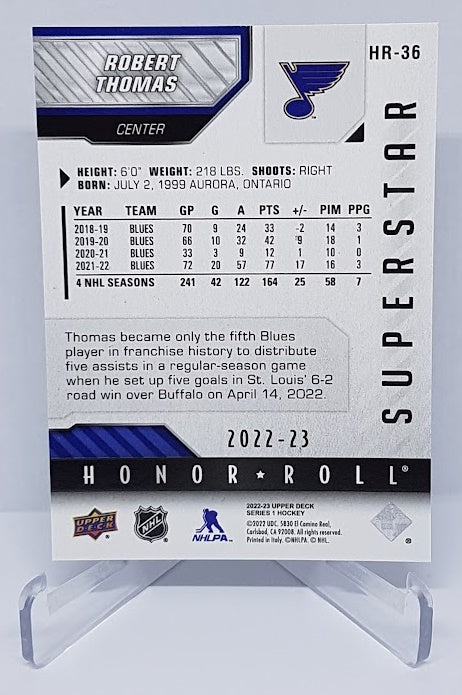 ROBERT
THOMAS
HR-36
CENTER
SUPERSTAR
HEIGHT: 6'0" WEIGHT: 218 LBS. SHOOTS: RIGHT
BORN: JULY 2, 1999 AURORA, ONTARIO
YEAR TEAM GP G A PTS +/- PIM PPG
2018-19 BLUES 70 9 24 33 -2 14 3
2019-20 BLUES 66 10 32 42 9 18 1
2020-21 BLUES 33 3 9 12 1 10 0
2021-22 BLUES 72 20 57 77 17 16 3
4 NHL SEASONS 241 42 122 164 25 58 7
Thomas became only the fifth Blues
player in franchise history to distribute
five assists in a regular-season game
when he set up five goals in St. Louis' 6-2
road win over Buffalo on April 14, 2022.
2022-23
HONOR ★ ROLL®
UPPER DECK®
NHL®
NHLPA™
2022-23 UPPER DECK
SERIES 1 HOCKEY
©2022 UDC. 5830 El Camino Real,
Carlsbad, CA 92008. All rights reserved.
Printed in Italy. ©NHLPA. © NHL.
®